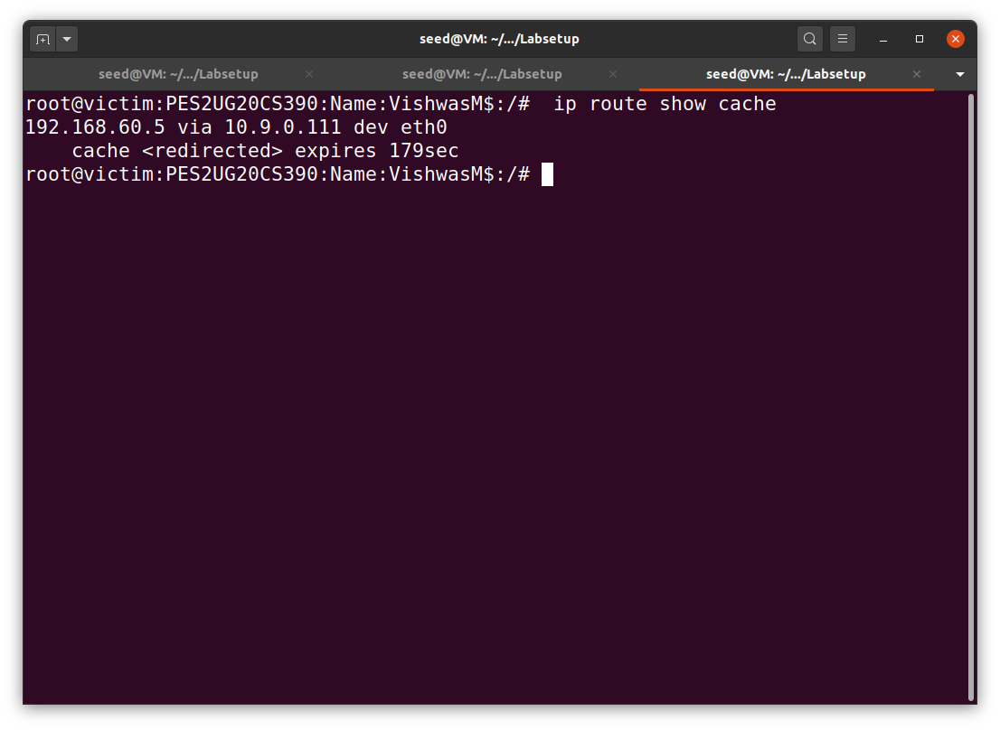 seed@VM: ~/.../Labsetup
seed@VM: ~/.../Labsetup
seed@VM: ~/.../Labsetup
seed@VM: ~/.../Labsetup
root@victim:PES2UG20CS390:Name:VishwasM$:/#  ip route show cache
192.168.60.5 via 10.9.0.111 dev eth0
    cache <redirected> expires 179sec
root@victim:PES2UG20CS390:Name:VishwasM$:/#